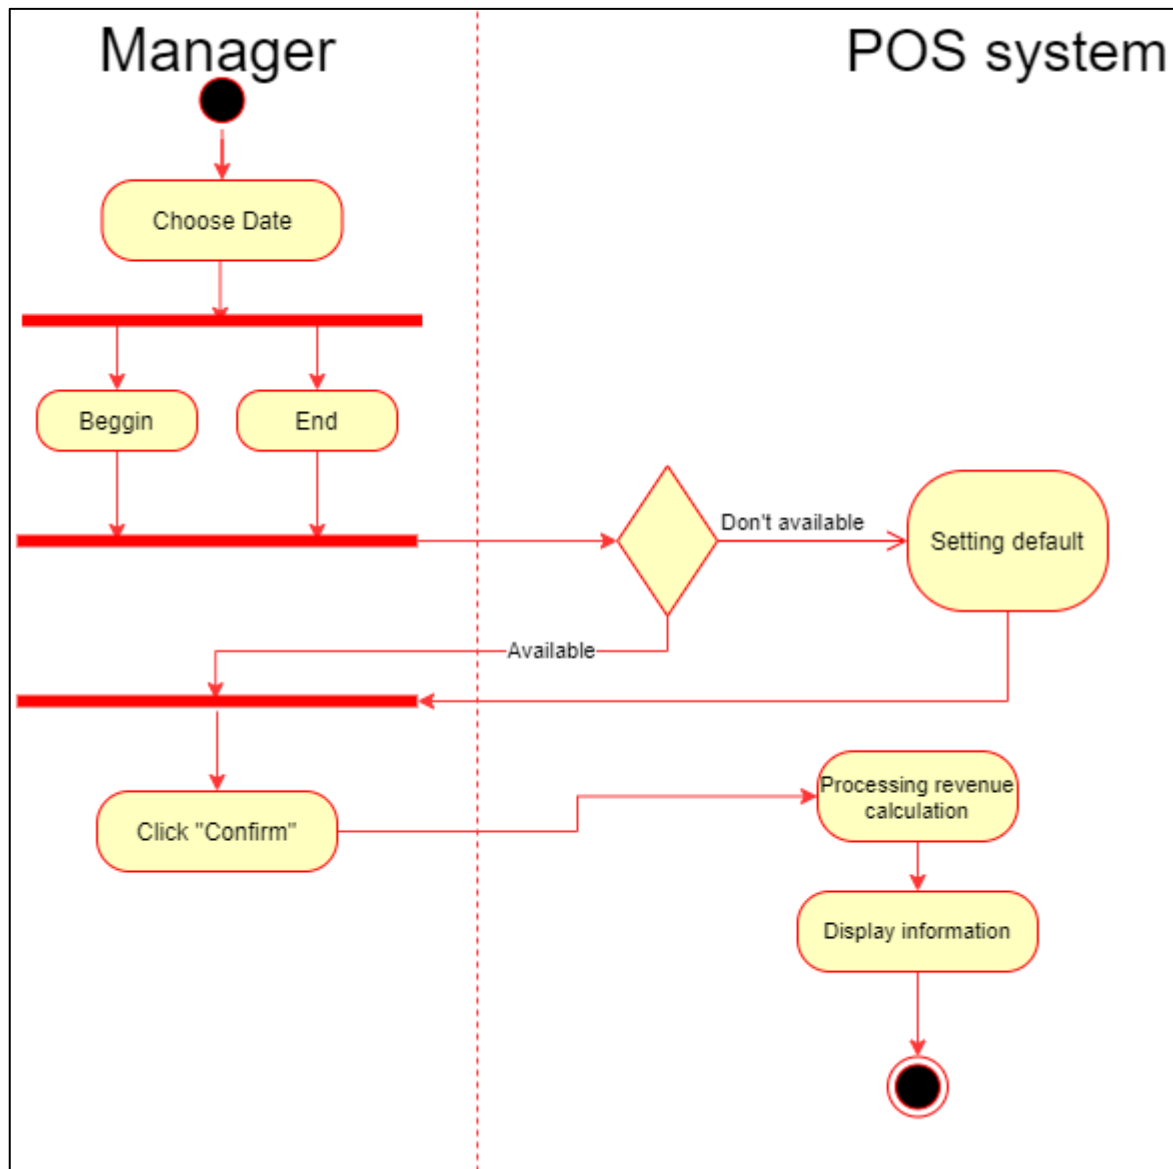 Manager
POS system
Choose Date
Beggin
End
Don't available
Setting default
Available
Click "Confirm"
Processing revenue
calculation
Display information